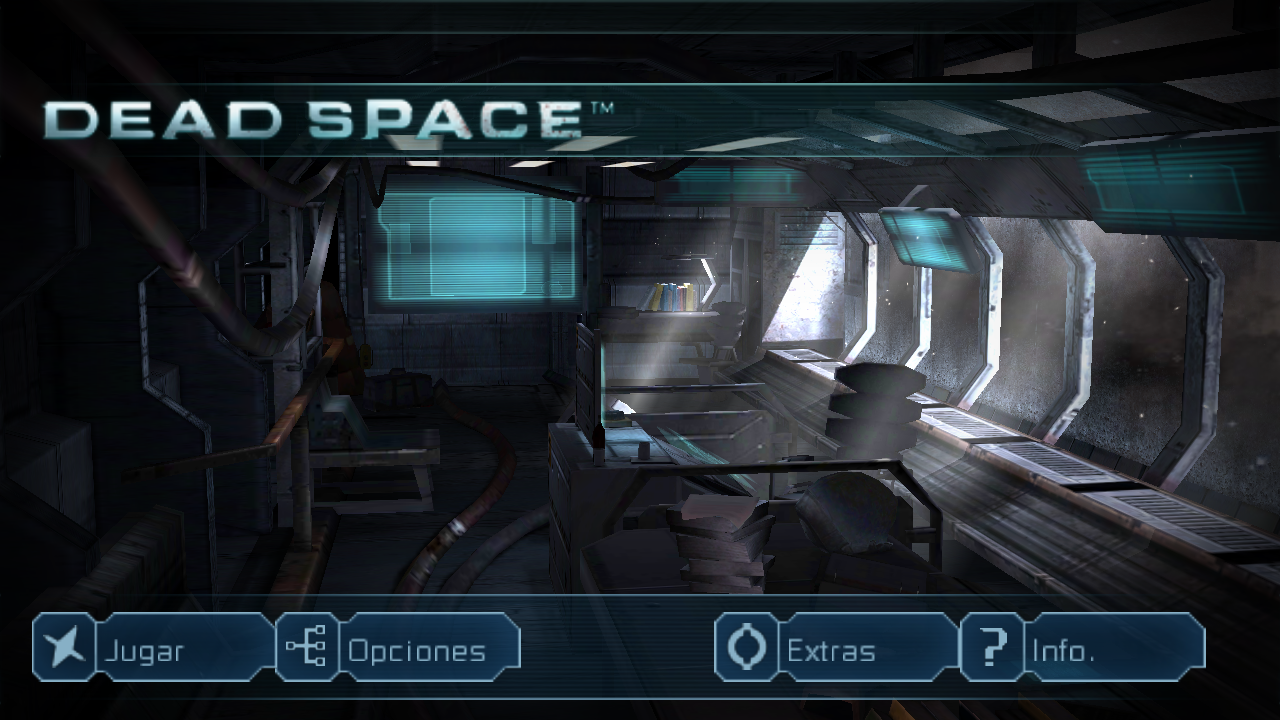 DEAD SPACE™
Jugar
Opciones
Extras
?
Info.